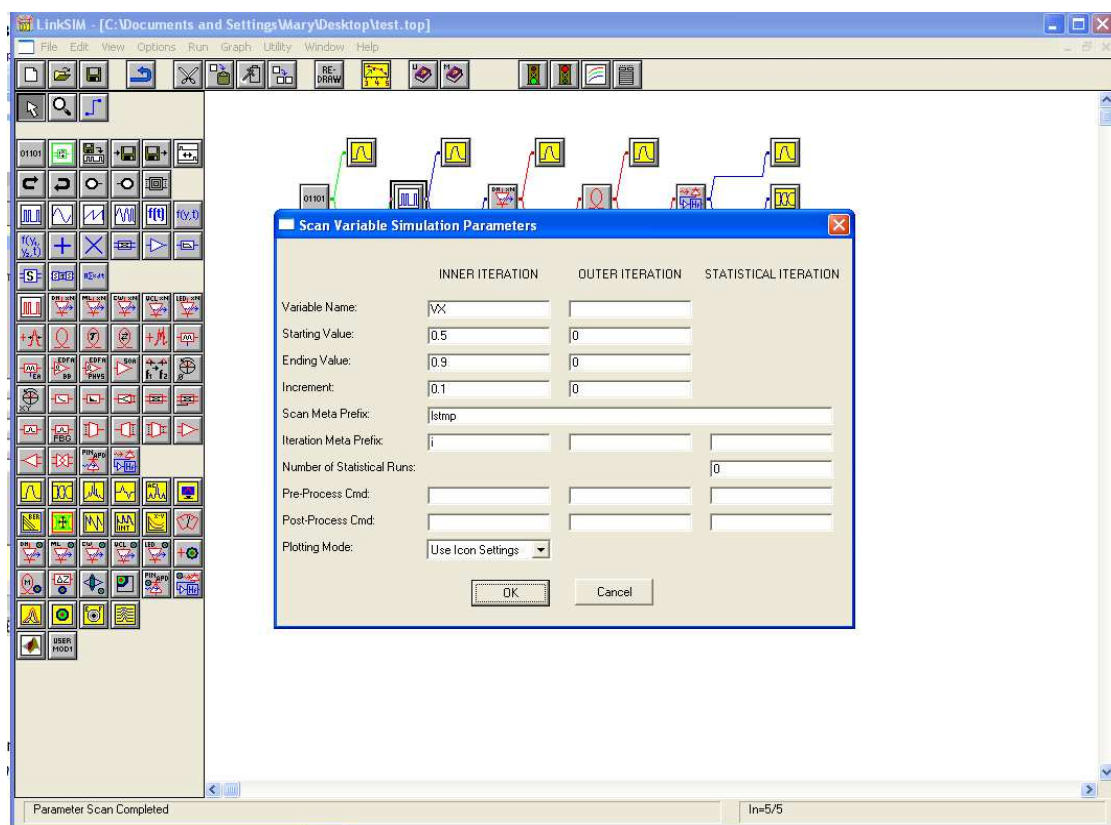 LinkSIM - [C:\Documents and Settings\Mary\Desktop\test.top]
File Edit View Options Run Graph Utility Window Help
RE-DRAW
01101
01101
f(t) f(y,t)
Scan Variable Simulation Parameters
INNER ITERATION OUTER ITERATION STATISTICAL ITERATION
Variable Name: VX
Starting Value: 0.5 0
Ending Value: 0.9 0
Increment: 0.1 0
Scan Meta Prefix: lstmp
Iteration Meta Prefix: i
Number of Statistical Runs: 0
Pre-Process Cmd:
Post-Process Cmd:
Plotting Mode: Use Icon Settings
OK Cancel
FBG
BER
USER
MOD1
Parameter Scan Completed In=5/5